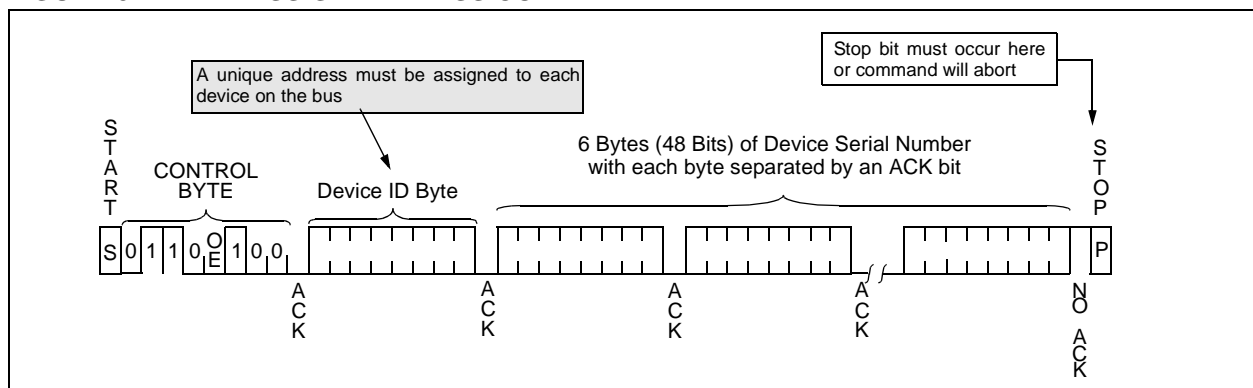 Stop bit must occur here
or command will abort
A unique address must be assigned to each
device on the bus
START
CONTROL
BYTE
Device ID Byte
6 Bytes (48 Bits) of Device Serial Number
with each byte separated by an ACK bit
STOP
S 0 1 1 0 OE 1 0 0
P
ACK
ACK
ACK
ACK
NO ACK